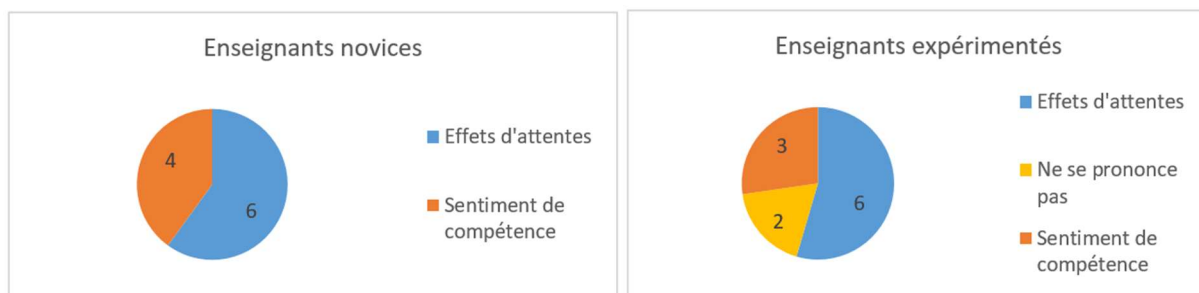 Enseignants novices
4
6
Effets d'attentes
Sentiment de
compétence
Enseignants expérimentés
3
2
6
Effets d'attentes
Ne se prononce
pas
Sentiment de
compétence